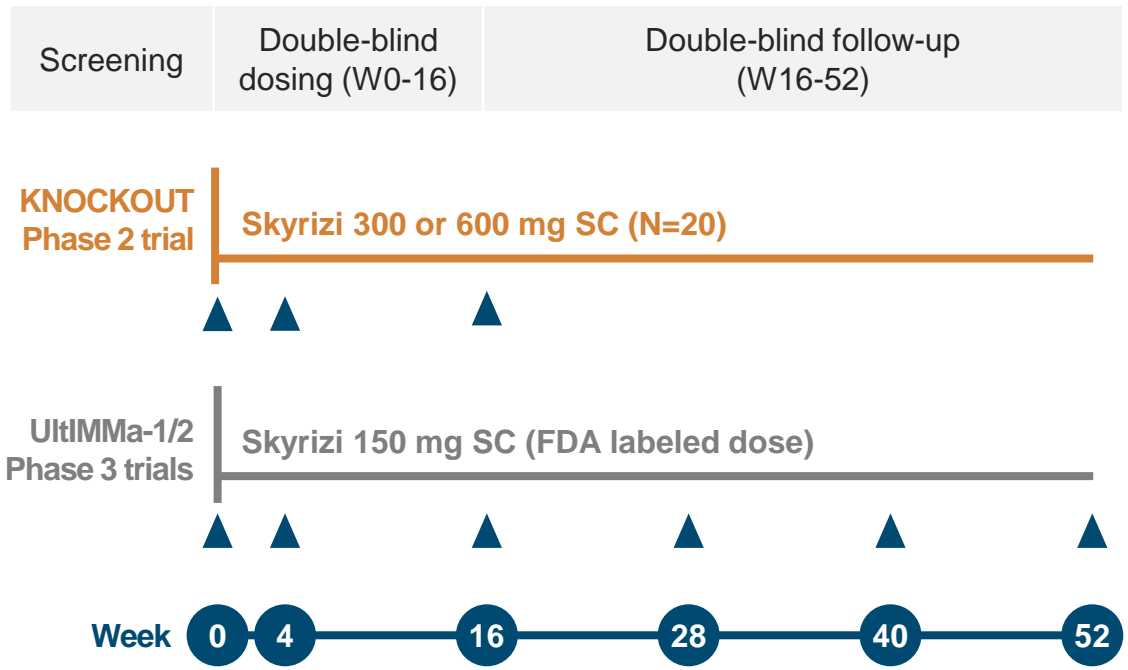 Screening
Double-blind
dosing (W0-16)
Double-blind follow-up
(W16-52)
KNOCKOUT
Phase 2 trial
Skyrizi 300 or 600 mg SC (N=20)
UltIMMa-1/2
Phase 3 trials
Skyrizi 150 mg SC (FDA labeled dose)
Week 0 4 16 28 40 52